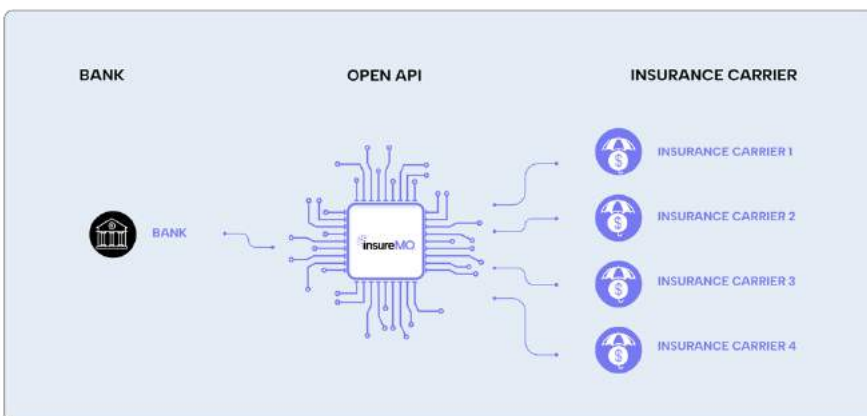 BANK
OPEN API
INSURANCE CARRIER
INSURANCE CARRIER 1
INSURANCE CARRIER 2
BANK
insureMO
INSURANCE CARRIER 3
INSURANCE CARRIER 4